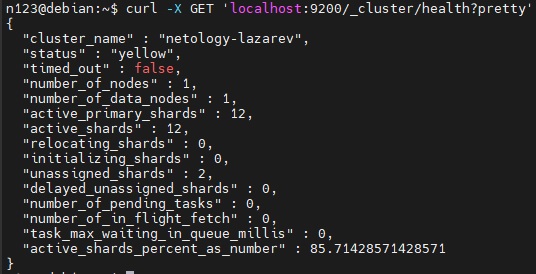 n123@debian:~$ curl -X GET 'localhost:9200/_cluster/health?pretty'
{
  "cluster_name" : "netology-lazarev",
  "status" : "yellow",
  "timed_out" : false,
  "number_of_nodes" : 1,
  "number_of_data_nodes" : 1,
  "active_primary_shards" : 12,
  "active_shards" : 12,
  "relocating_shards" : 0,
  "initializing_shards" : 0,
  "unassigned_shards" : 2,
  "delayed_unassigned_shards" : 0,
  "number_of_pending_tasks" : 0,
  "number_of_in_flight_fetch" : 0,
  "task_max_waiting_in_queue_millis" : 0,
  "active_shards_percent_as_number" : 85.71428571428571
}